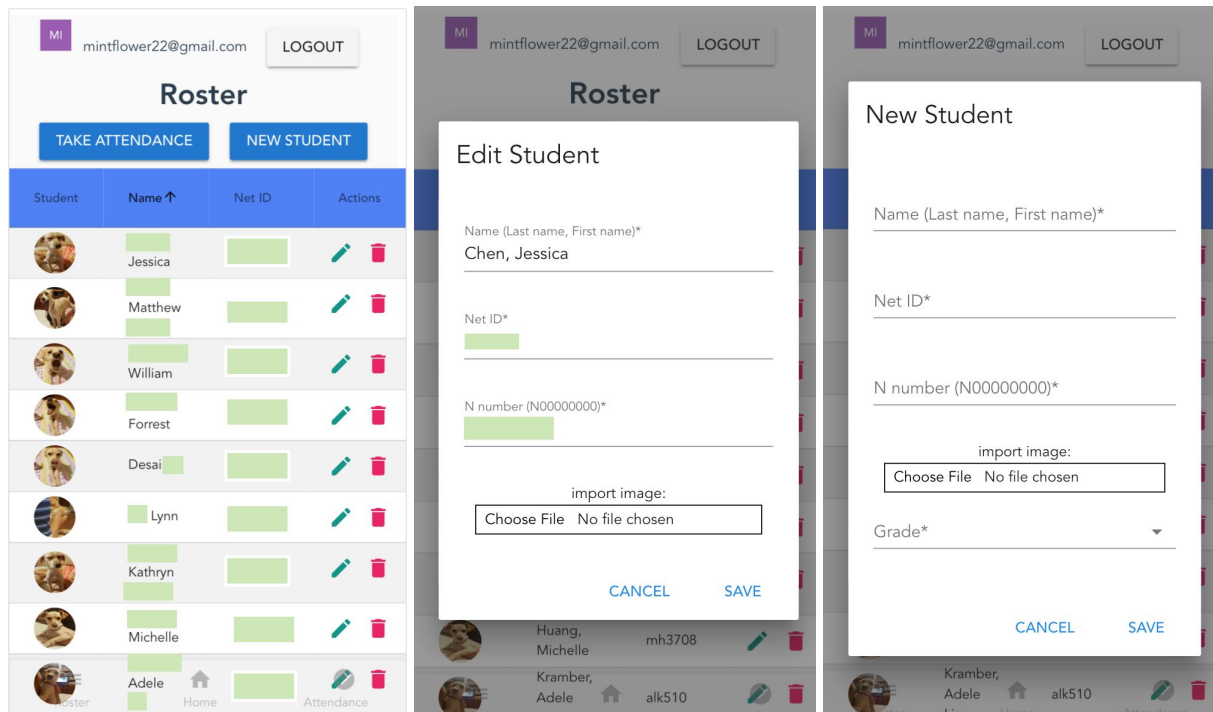 MI
mintflower22@gmail.com
LOGOUT
Roster
TAKE ATTENDANCE
NEW STUDENT
Student
Name
Net ID
Actions
Jessica
Matthew
William
Forrest
Desai
Lynn
Kathryn
Michelle
Adele
Roster
Home
Attendance
MI
mintflower22@gmail.com
LOGOUT
Roster
Edit Student
Name (Last name, First name)*
Chen, Jessica
Net ID*
N number (N00000000)*
import image:
Choose File No file chosen
CANCEL
SAVE
Huang,
Michelle
mh3708
Kramber,
Adele
alk510
MI
mintflower22@gmail.com
LOGOUT
New Student
Name (Last name, First name)*
Net ID*
N number (N00000000)*
import image:
Choose File No file chosen
Grade*
CANCEL
SAVE
Kramber,
Adele
alk510